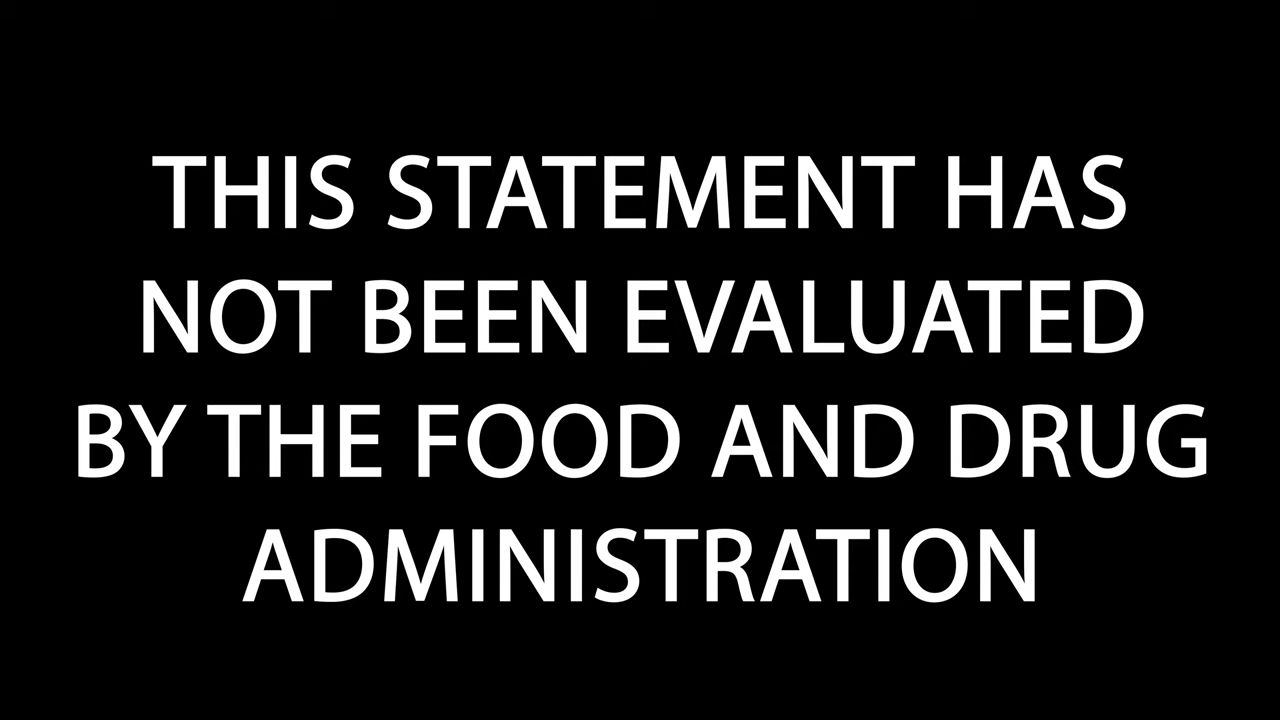 THIS STATEMENT HAS
NOT BEEN EVALUATED
BY THE FOOD AND DRUG
ADMINISTRATION